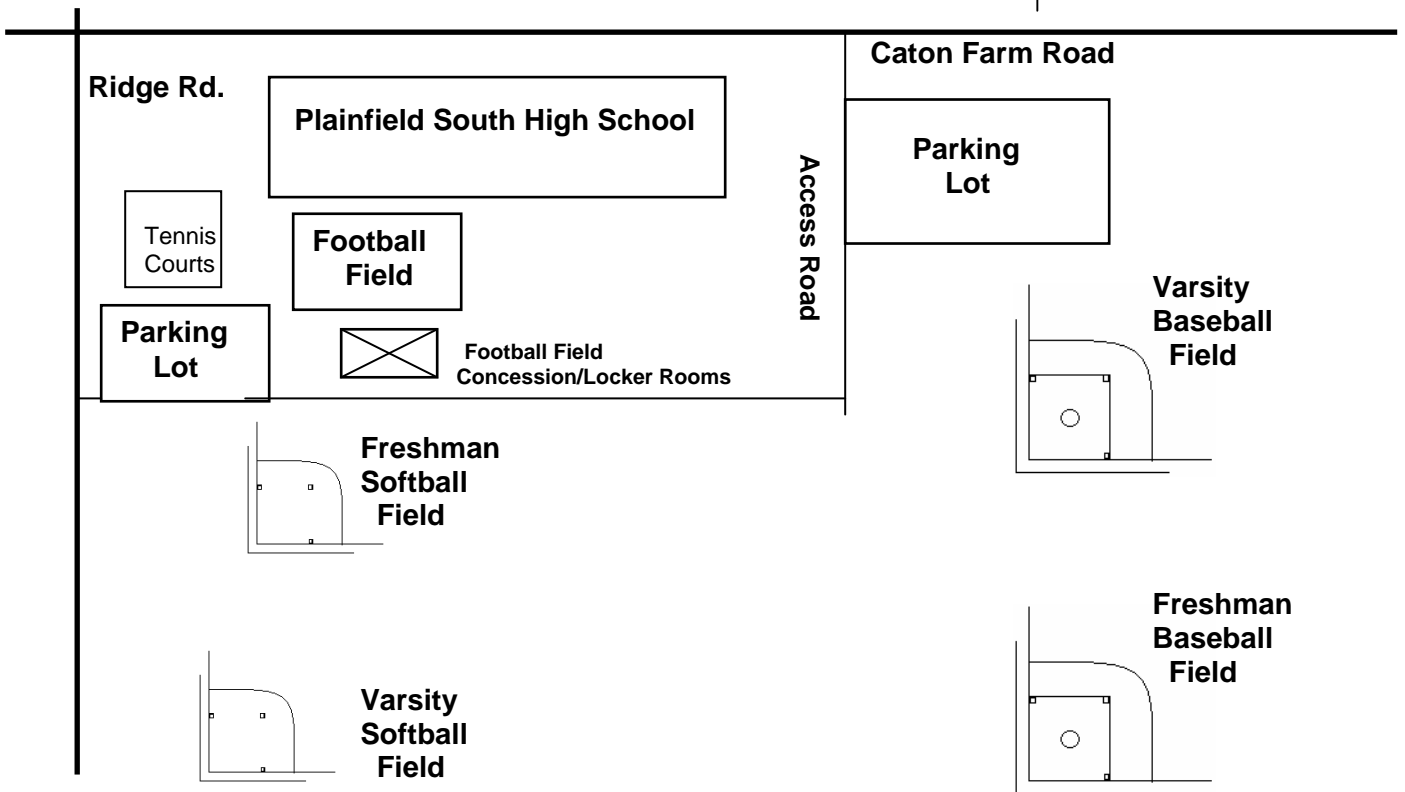 Caton Farm Road
Ridge Rd.
Plainfield South High School
Parking
Lot
Access Road
Tennis
Courts
Football
Field
Varsity
Baseball
Field
Parking
Lot
Football Field
Concession/Locker Rooms
Freshman
Softball
Field
Freshman
Baseball
Field
Varsity
Softball
Field